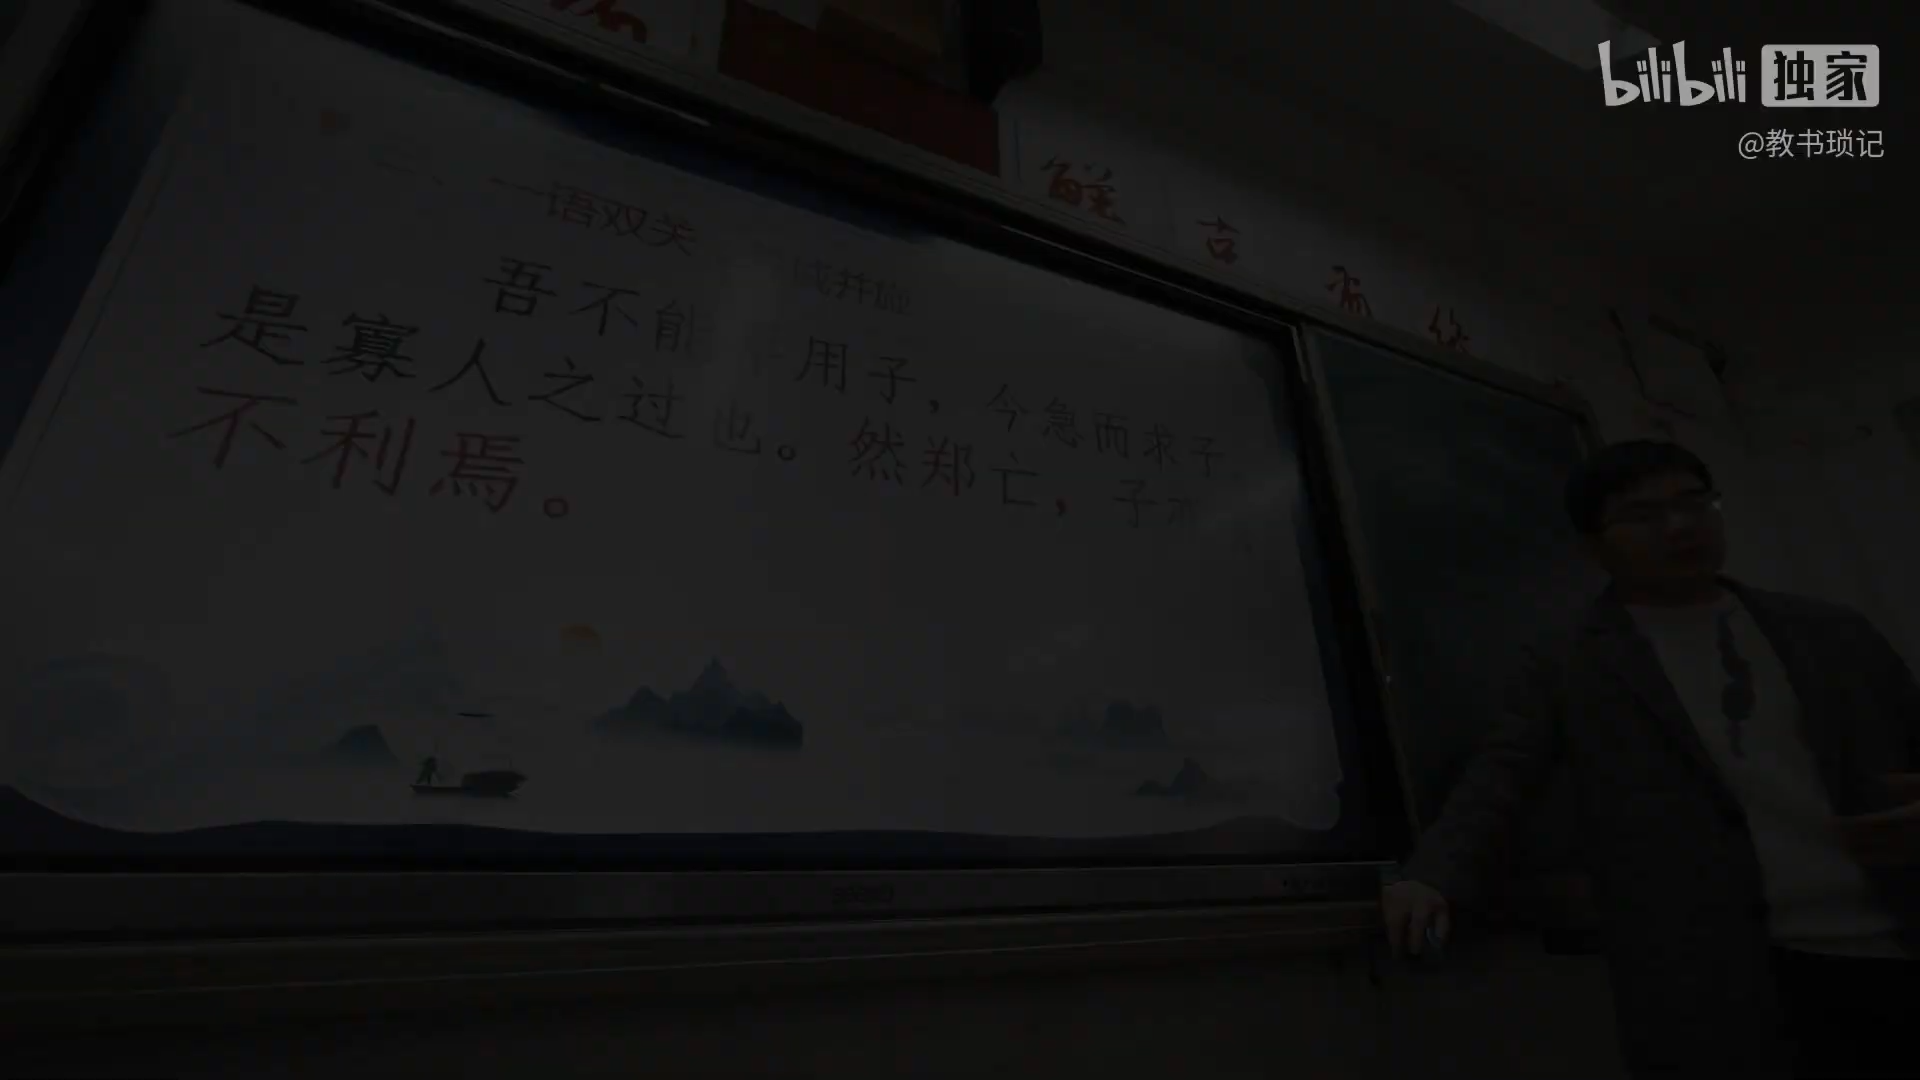 bilibili 独家
@教书琐记
一语双关
吾不能 用子，今急而求子，
是寡人之过也。然郑亡，子
不利焉。